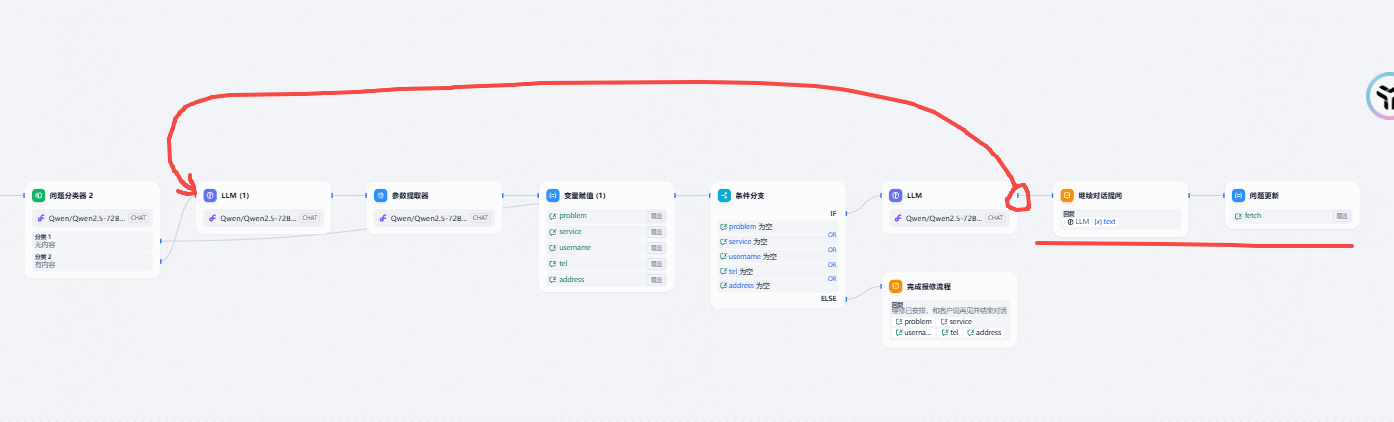 问题分类器 2
Qwen/Qwen2.5-72B... CHAT
分类 1
无内容
分类 2
有内容
LLM (1)
Qwen/Qwen2.5-72B... CHAT
参数提取器
Qwen/Qwen2.5-72B... CHAT
变量赋值 (1)
problem 覆盖
service 覆盖
username 覆盖
tel 覆盖
address 覆盖
条件分支
IF
problem 为空
OR
service 为空
OR
username 为空
OR
tel 为空
OR
address 为空
ELSE
LLM
Qwen/Qwen2.5-72B... CHAT
完成报修流程
回复
维修已安排，和客户说再见并结束对话
problem service
userna... tel address
继续对话提问
回复
LLM {x} text
问题更新
fetch 覆盖